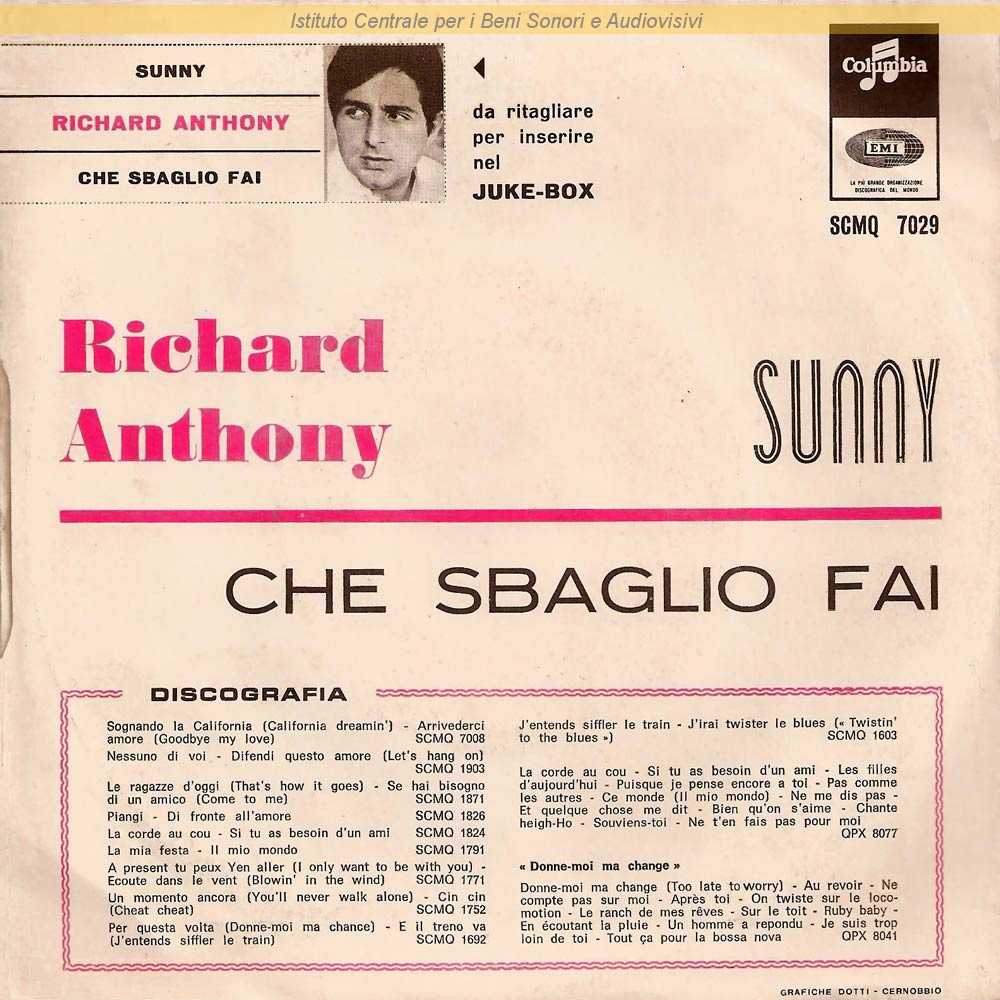 Istituto Centrale per i Beni Sonori e Audiovisivi
SUNNY
RICHARD ANTHONY
CHE SBAGLIO FAI
da ritagliare
per inserire
nel
JUKE-BOX
Columbia
EMI
LA PIÙ GRANDE ORGANIZZAZIONE
DISCOGRAFICA DEL MONDO
SCMQ 7029
Richard
Anthony
SUNNY
CHE SBAGLIO FAI
DISCOGRAFIA
Sognando la California (California dreamin') - Arrivederci
amore (Goodbye my love) SCMQ 7008
Nessuno di voi - Difendi questo amore (Let's hang on)
SCMQ 1903
Le ragazze d'oggi (That's how it goes) - Se hai bisogno
di un amico (Come to me) SCMQ 1871
Piangi - Di fronte all'amore SCMQ 1826
La corde au cou - Si tu as besoin d'un ami SCMQ 1824
La mia festa - Il mio mondo SCMQ 1791
A present tu peux Yen aller (I only want to be with you) -
Ecoute dans le vent (Blowin' in the wind) SCMQ 1771
Un momento ancora (You'll never walk alone) - Cin cin
(Cheat cheat) SCMQ 1752
Per questa volta (Donne-moi ma chance) - E il treno va
(J'entends siffler le train) SCMQ 1692
J'entends siffler le train - J'irai twister le blues (« Twistin'
to the blues ») SCMQ 1603
La corde au cou - Si tu as besoin d'un ami - Les filles
d'aujourd'hui - Puisque je pense encore a toi - Pas comme
les autres - Ce monde (Il mio mondo) - Ne me dis pas -
Et quelque chose me dit - Bien qu'on s'aime - Chante
heigh-Ho - Souviens-toi - Ne t'en fais pas pour moi
QPX 8077
« Donne-moi ma change »
Donne-moi ma change (Too late to worry) - Au revoir - Ne
compte pas sur moi - Après toi - On twiste sur le loco-
motion - Le ranch de mes rêves - Sur le toit - Ruby baby -
En écoutant la pluie - Un homme a repondu - Je suis trop
loin de toi - Tout ça pour la bossa nova QPX 8041
GRAFICHE DOTTI - CERNOBBIO